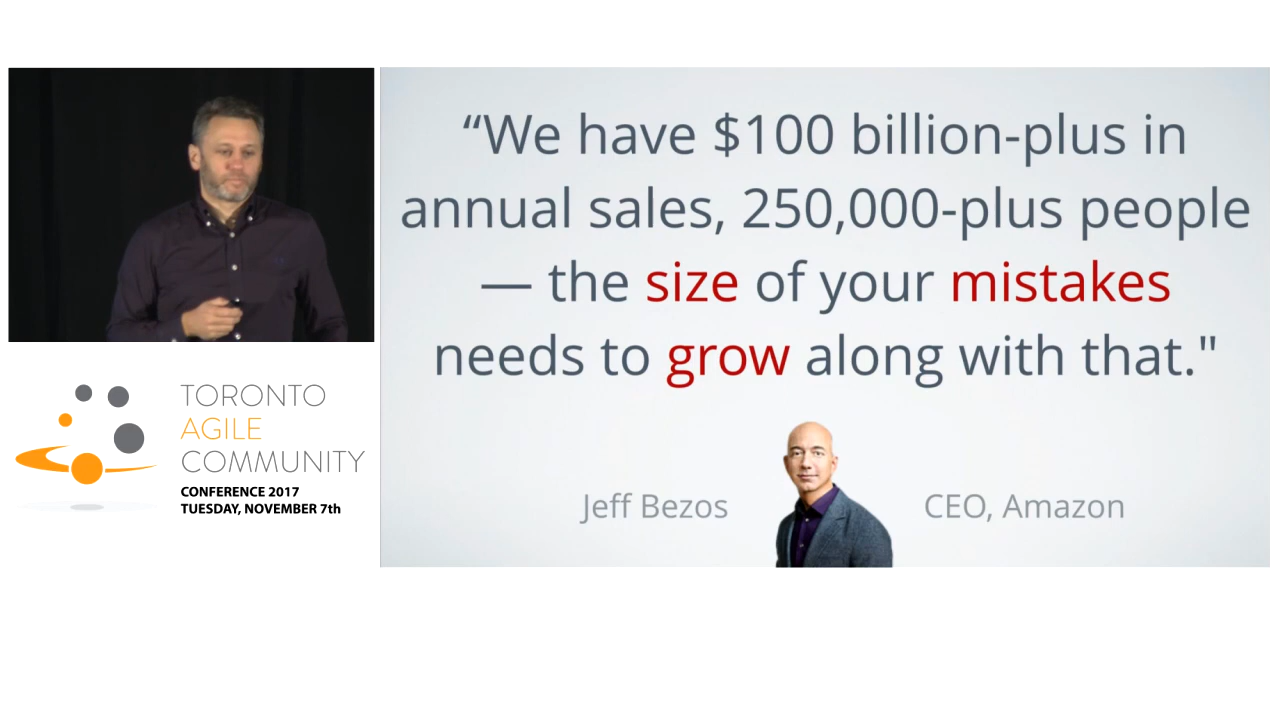 “We have $100 billion-plus in
annual sales, 250,000-plus people
— the size of your mistakes
needs to grow along with that."
Jeff Bezos
CEO, Amazon
TORONTO
AGILE
COMMUNITY
CONFERENCE 2017
TUESDAY, NOVEMBER 7th